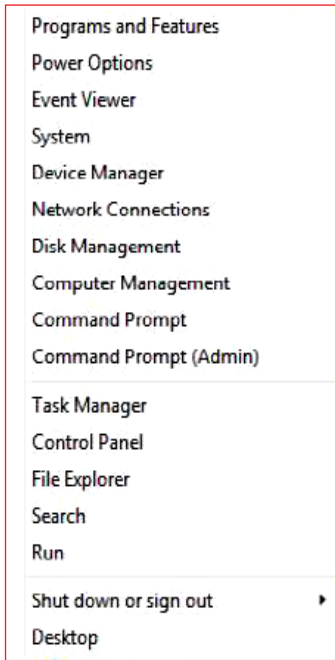 Programs and Features
Power Options
Event Viewer
System
Device Manager
Network Connections
Disk Management
Computer Management
Command Prompt
Command Prompt (Admin)
Task Manager
Control Panel
File Explorer
Search
Run
Shut down or sign out
Desktop